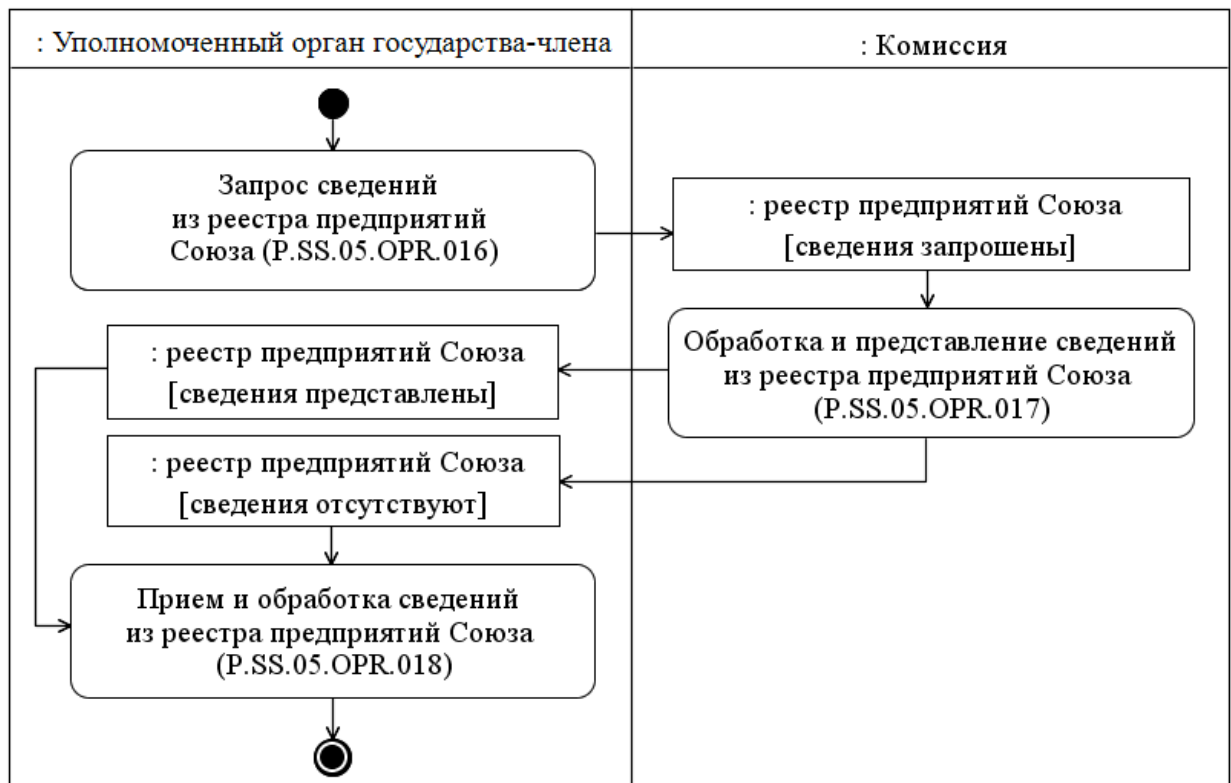 : Уполномоченный орган государства-члена
: Комиссия
Запрос сведений
из реестра предприятий
Союза (P.SS.05.OPR.016)
: реестр предприятий Союза
[сведения запрошены]
Обработка и представление сведений
из реестра предприятий Союза
(P.SS.05.OPR.017)
: реестр предприятий Союза
[сведения представлены]
: реестр предприятий Союза
[сведения отсутствуют]
Прием и обработка сведений
из реестра предприятий Союза
(P.SS.05.OPR.018)